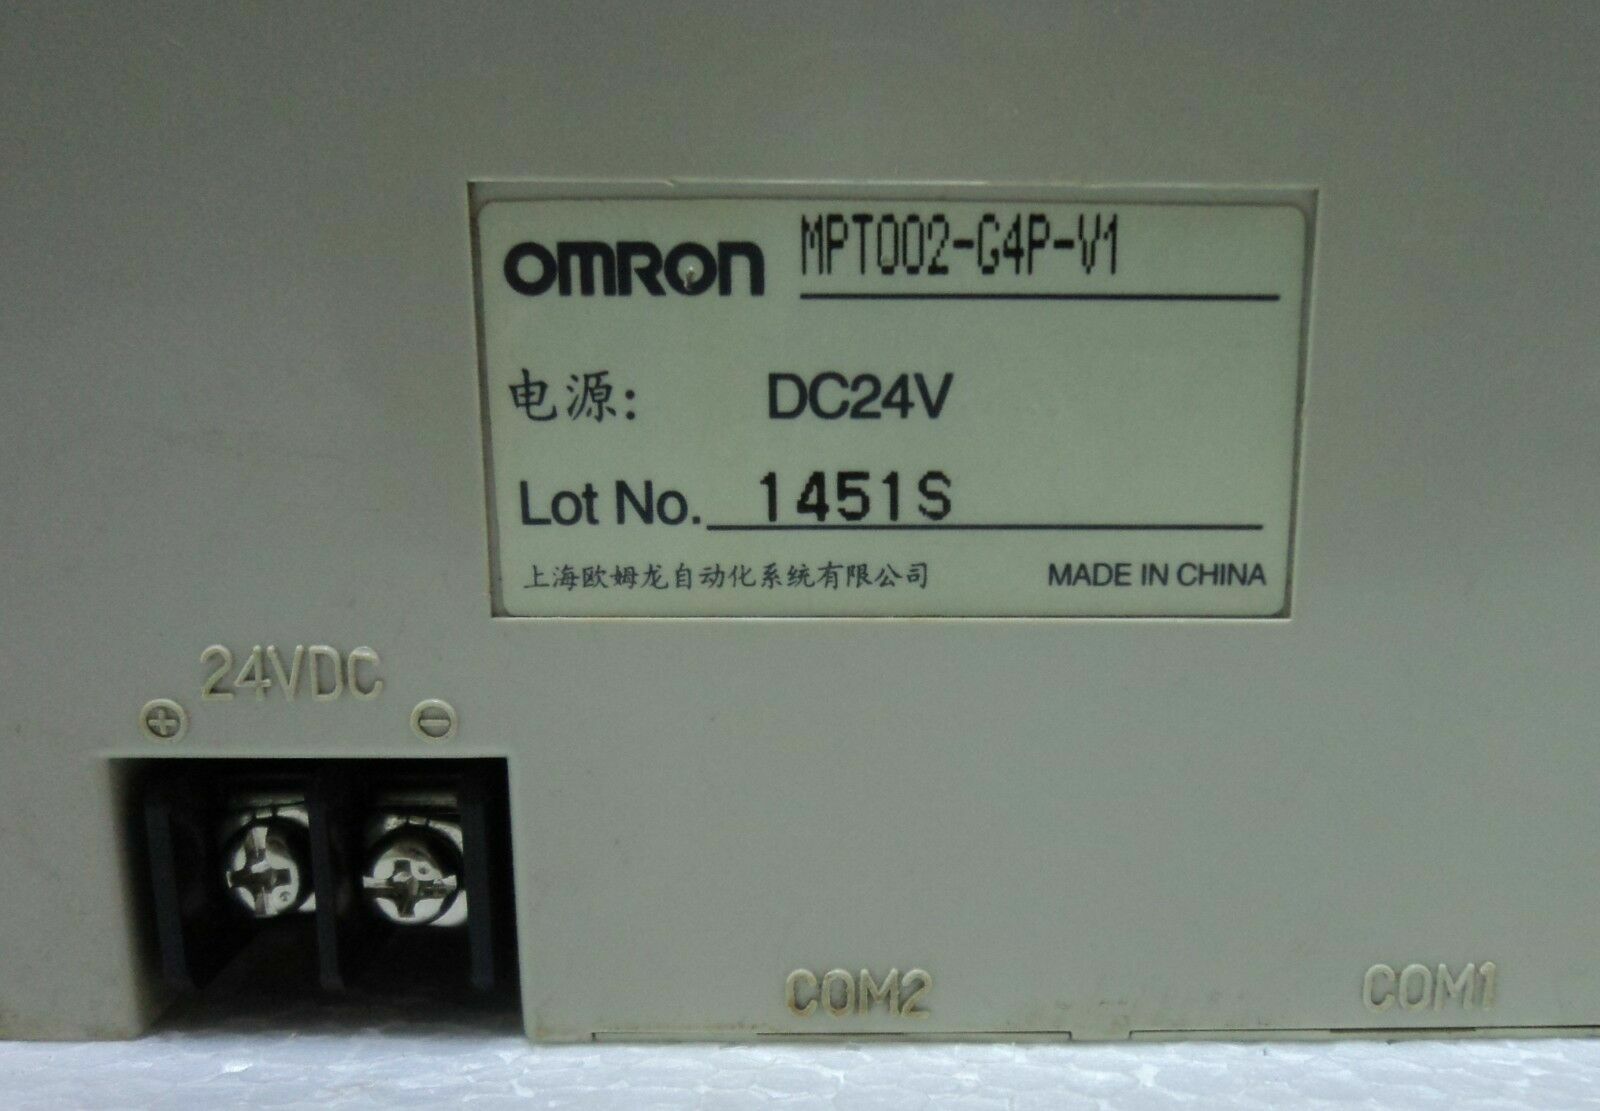 OMRON MPT002-G4P-V1
电源: DC24V
Lot No. 1451S
上海欧姆龙自动化系统有限公司 MADE IN CHINA
24VDC
+ -
COM2 COM1